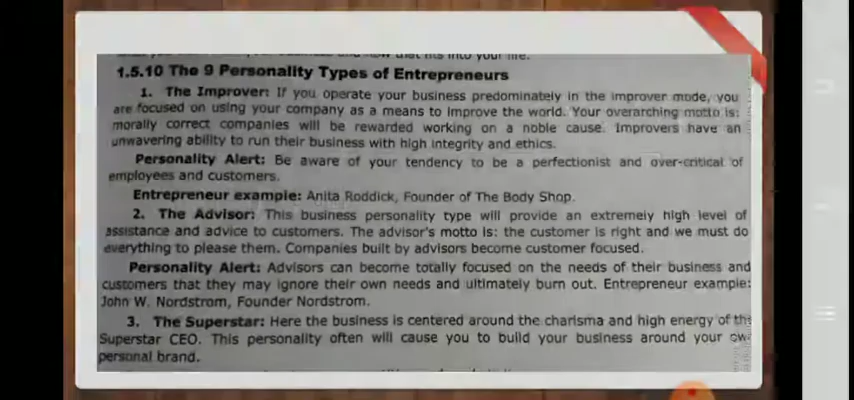 that fits into your life.
1.5.10 The 9 Personality Types of Entrepreneurs
1. The Improver: If you operate your business predominately in the improver mode, you
are focused on using your company as a means to improve the world. Your overarching motto is:
morally correct companies will be rewarded working on a noble cause. Improvers have an
unwavering ability to run their business with high integrity and ethics.
Personality Alert: Be aware of your tendency to be a perfectionist and over-critical of
employees and customers.
Entrepreneur example: Anita Roddick, Founder of The Body Shop.
2. The Advisor: This business personality type will provide an extremely high level of
assistance and advice to customers. The advisor's motto is: the customer is right and we must do
everything to please them. Companies built by advisors become customer focused.
Personality Alert: Advisors can become totally focused on the needs of their business and
customers that they may ignore their own needs and ultimately burn out. Entrepreneur example:
John W. Nordstrom, Founder Nordstrom.
3. The Superstar: Here the business is centered around the charisma and high energy of the
Superstar CEO. This personality often will cause you to build your business around your ow
personal brand.